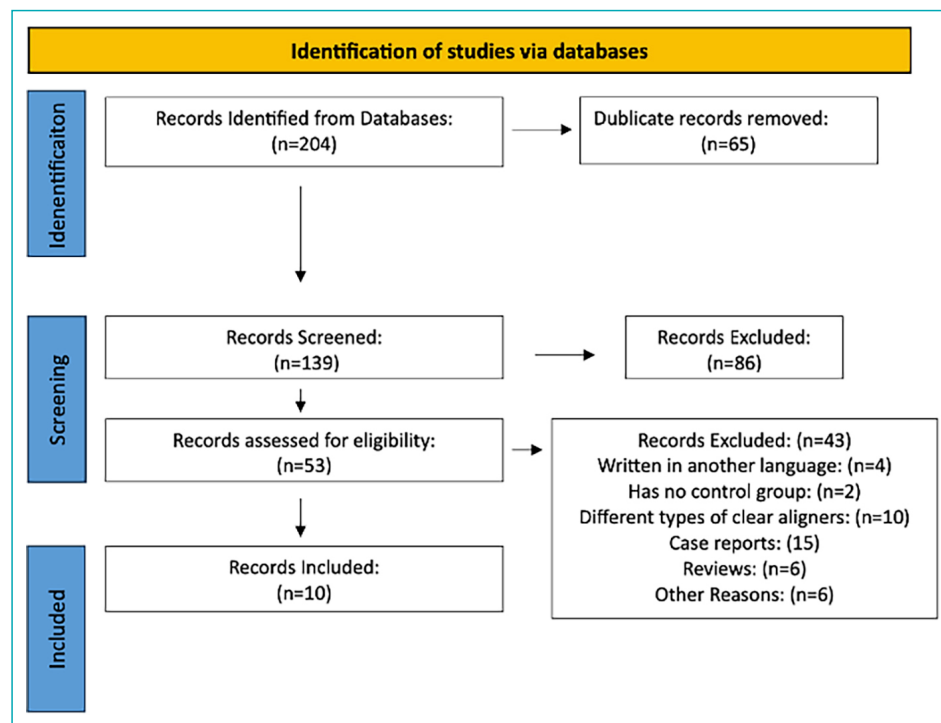 Identification of studies via databases
Idenentificaiton
Records Identified from Databases:
(n=204)
Dublicate records removed:
(n=65)
Screening
Records Screened:
(n=139)
Records Excluded:
(n=86)
Records assessed for eligibility:
(n=53)
Records Excluded: (n=43)
Written in another language: (n=4)
Has no control group: (n=2)
Different types of clear aligners: (n=10)
Case reports: (15)
Reviews: (n=6)
Other Reasons: (n=6)
Included
Records Included:
(n=10)